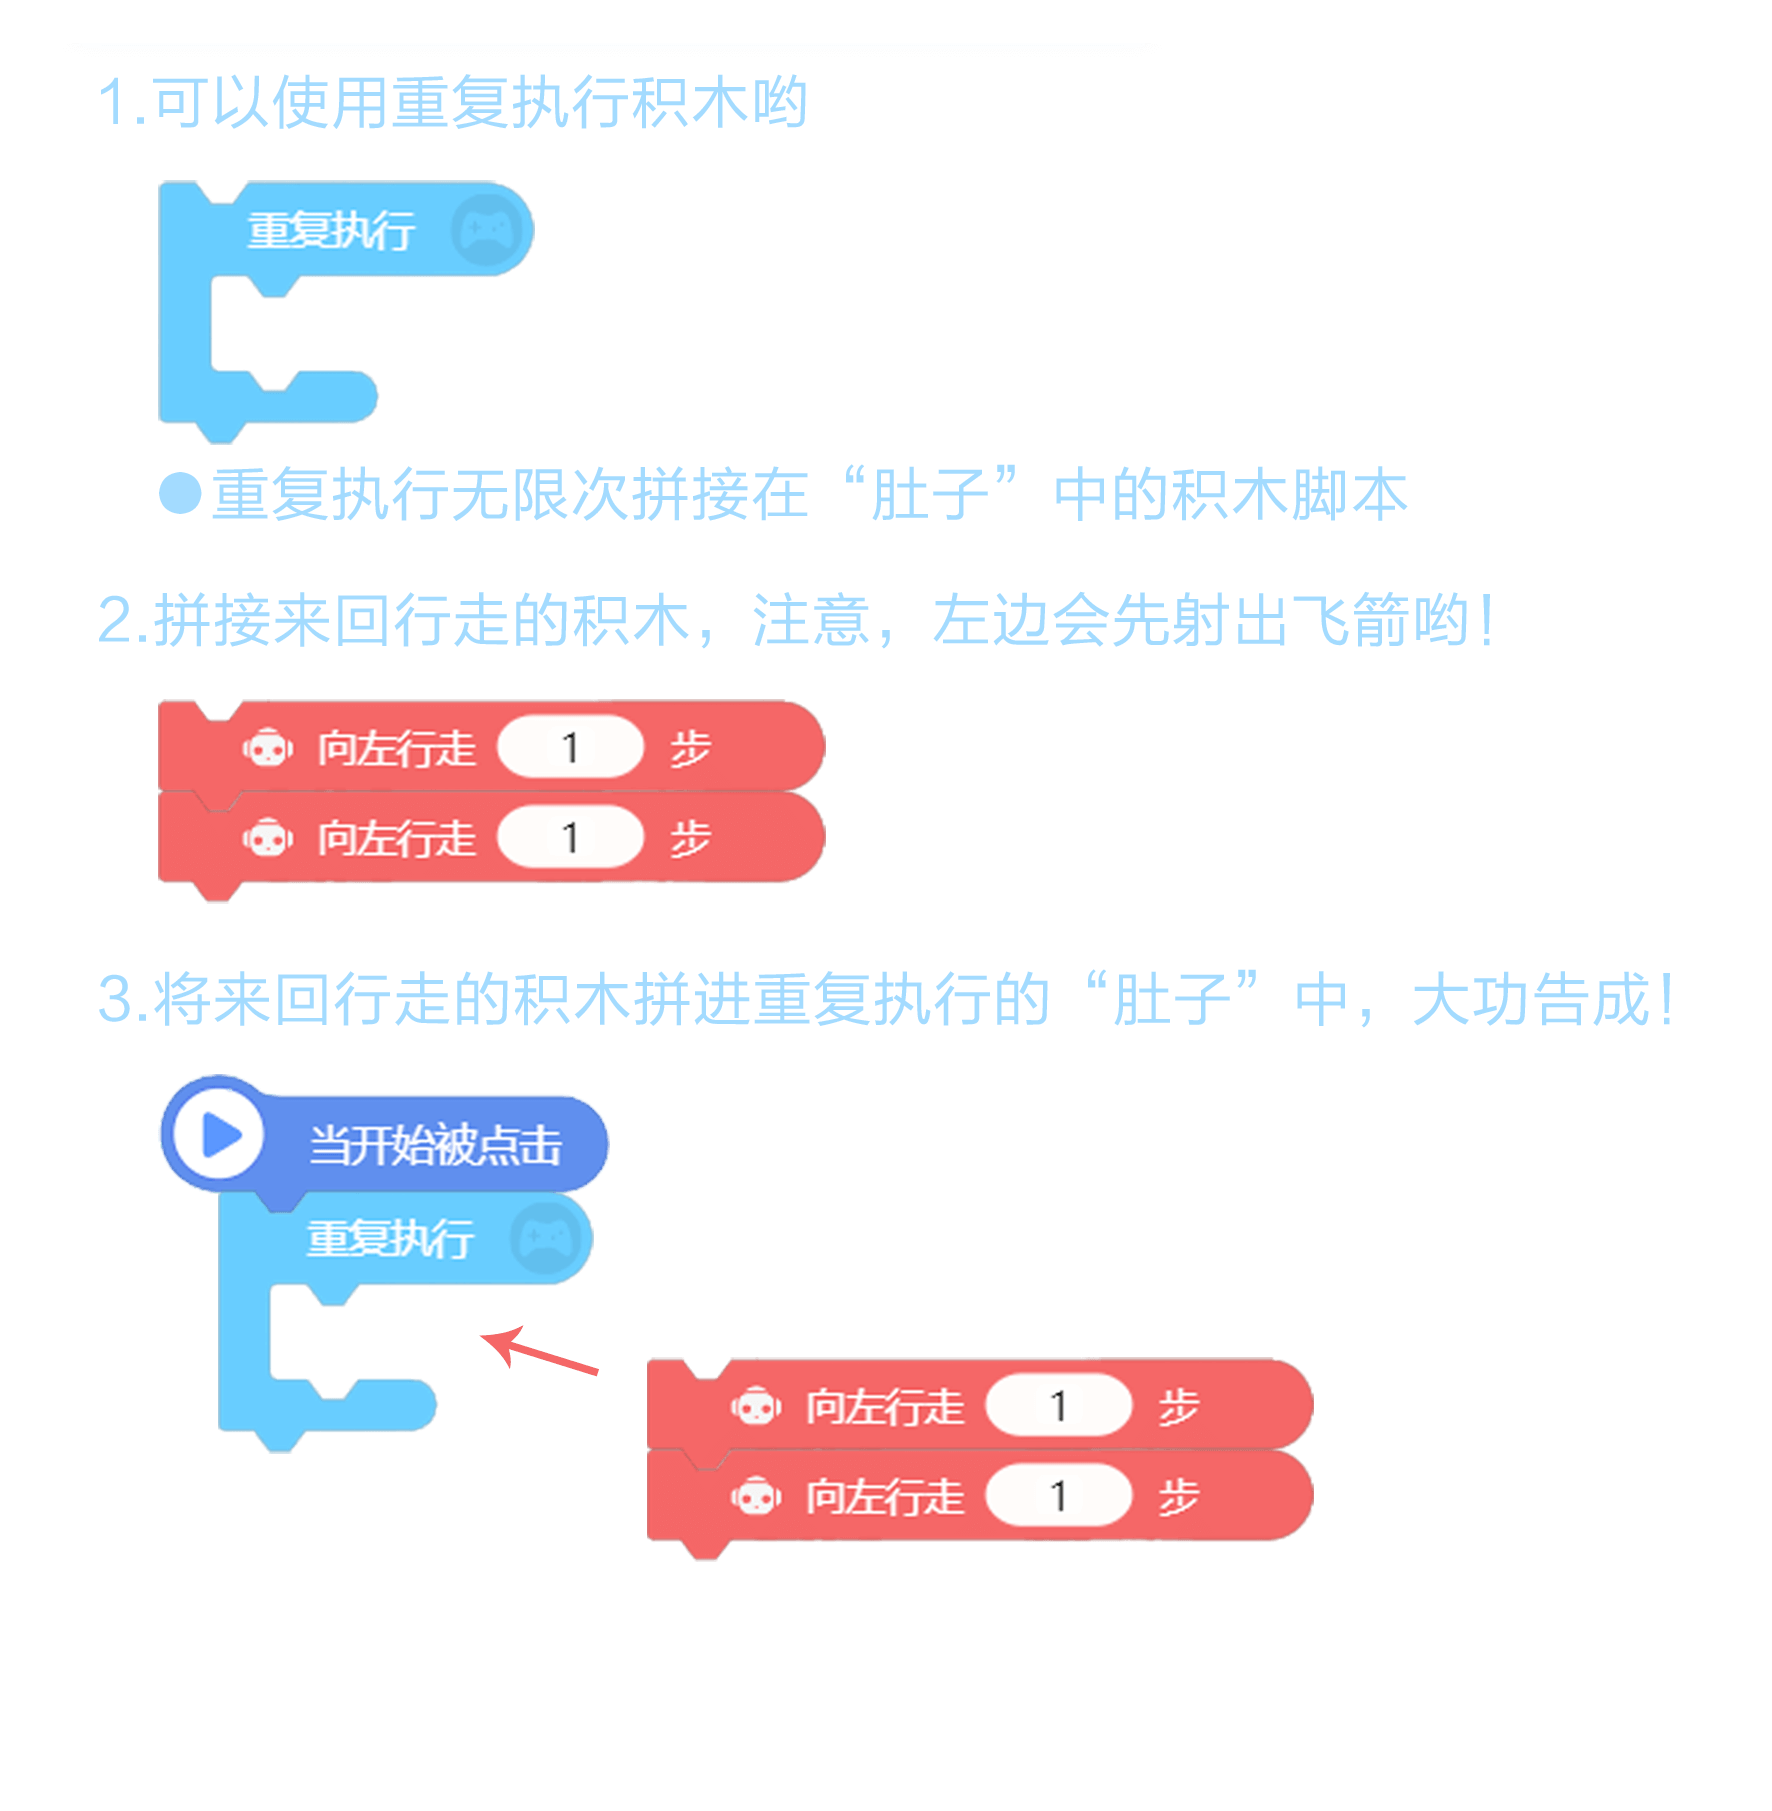 1.可以使用重复执行积木哟
重复执行
●重复执行无限次拼接在“肚子”中的积木脚本
2.拼接来回行走的积木，注意，左边会先射出飞箭哟！
向左行走 1 步
向左行走 1 步
3.将来回行走的积木拼进重复执行的“肚子”中，大功告成！
当开始被点击
重复执行
向左行走 1 步
向左行走 1 步